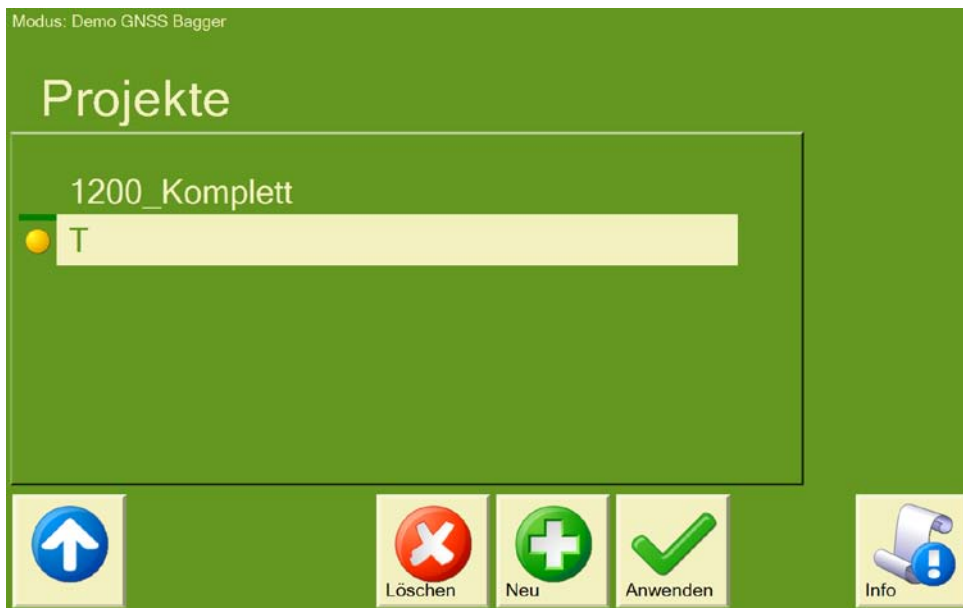 Modus: Demo GNSS Bagger
Projekte
1200_Komplett
T
Löschen
Neu
Anwenden
Info